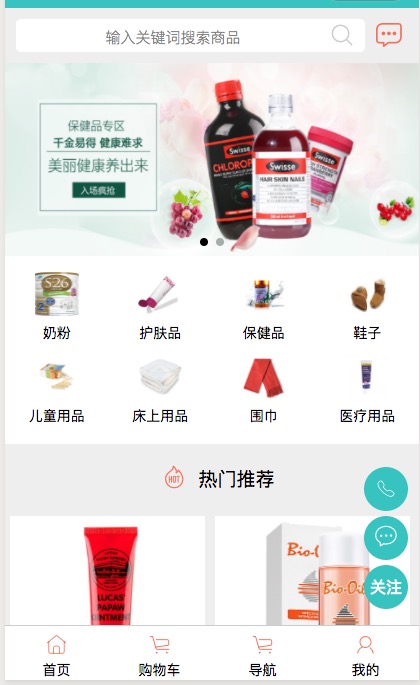 输入关键词搜索商品
保健品专区
千金易得 健康难求
美丽健康养出来
入场疯抢
Swisse
CHLOROP
Swisse
HAIR SKIN NAILS
Swisse
S-26
奶粉
护肤品
保健品
鞋子
儿童用品
床上用品
围巾
医疗用品
HOT
热门推荐
LUCAS'
PAPAW
OINTMENT
Bio-Oil
Bio-Oil
关注
首页
购物车
导航
我的